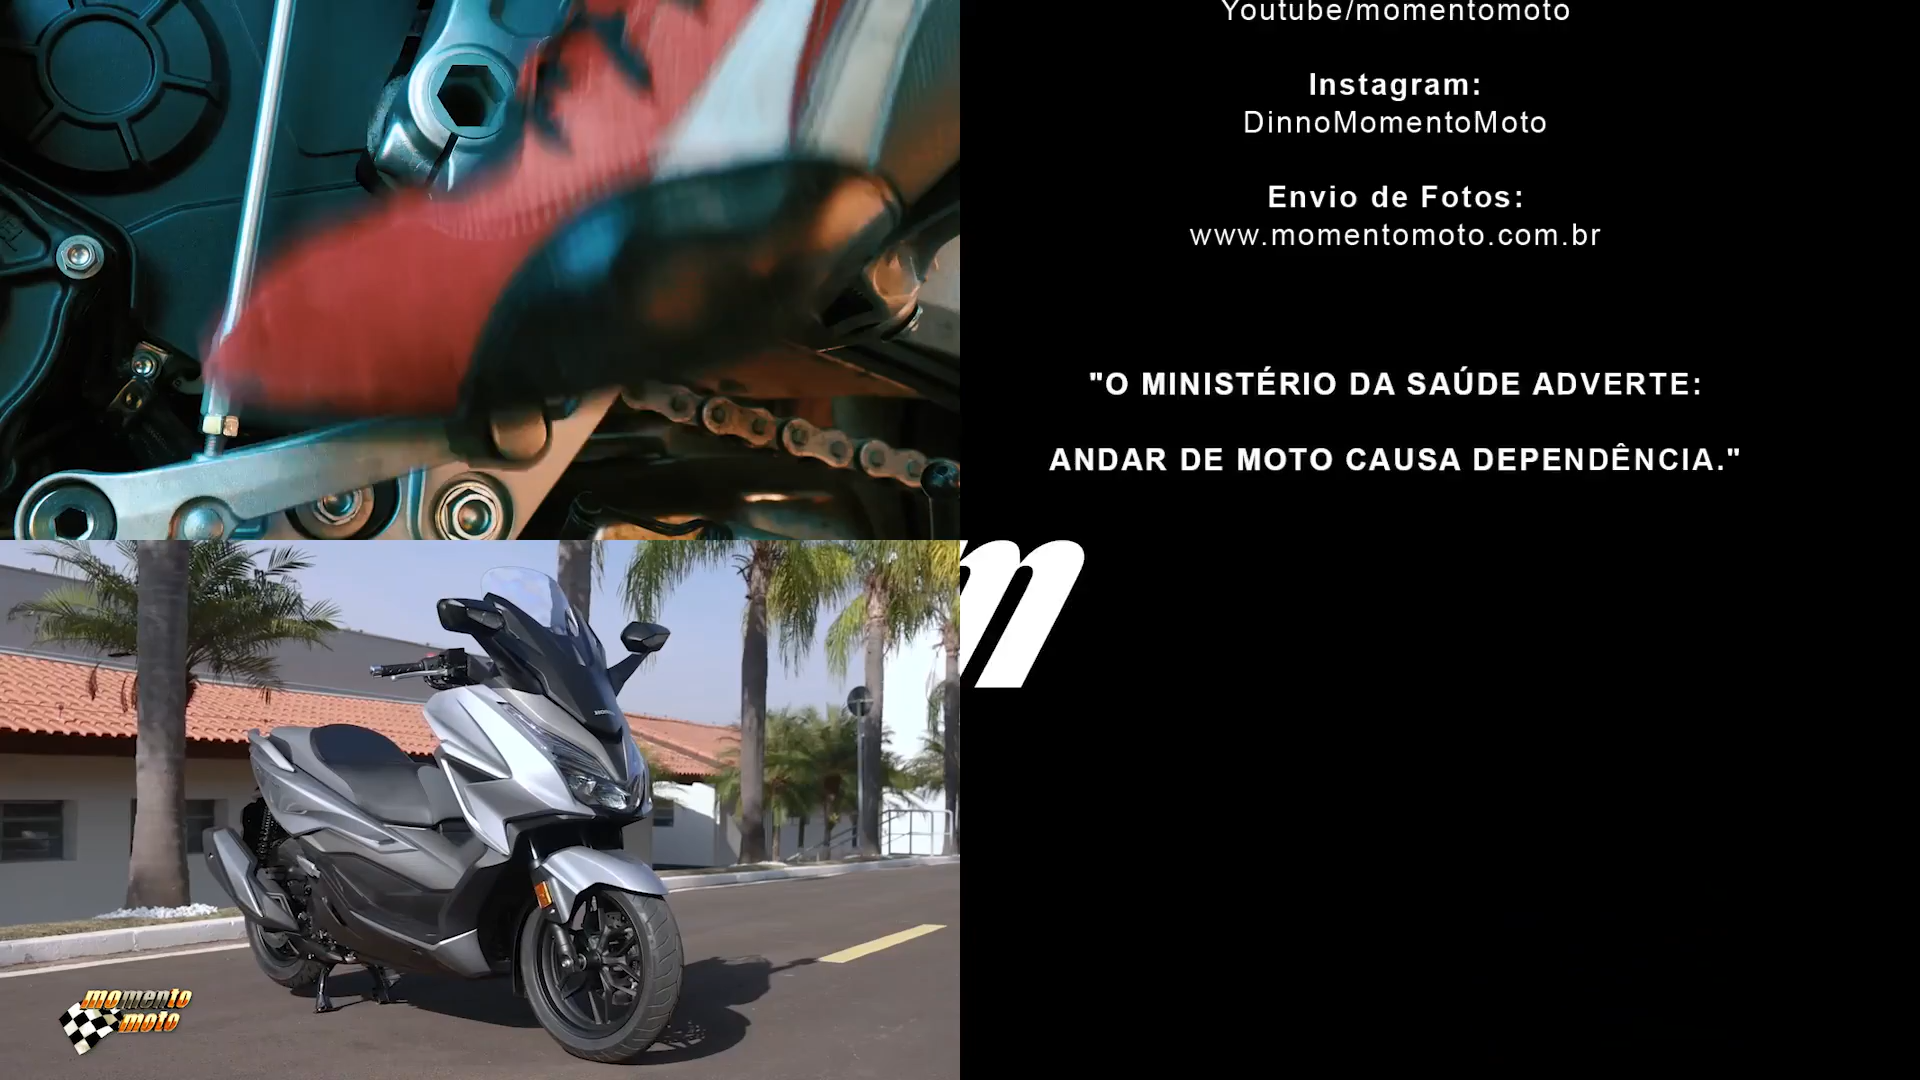 Youtube/momentomoto
Instagram:
DinnoMomentoMoto
Envio de Fotos:
www.momentomoto.com.br
"O MINISTÉRIO DA SAÚDE ADVERTE:
ANDAR DE MOTO CAUSA DEPENDÊNCIA."
m
HONDA
momento
moto